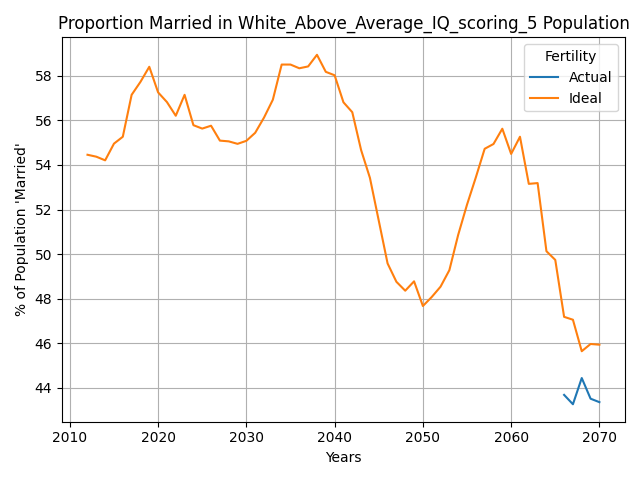 Proportion Married in White_Above_Average_IQ_scoring_5 Population
% of Population 'Married'
58
56
54
52
50
48
46
44
Fertility
Actual
Ideal
2010 2020 2030 2040 2050 2060 2070
Years